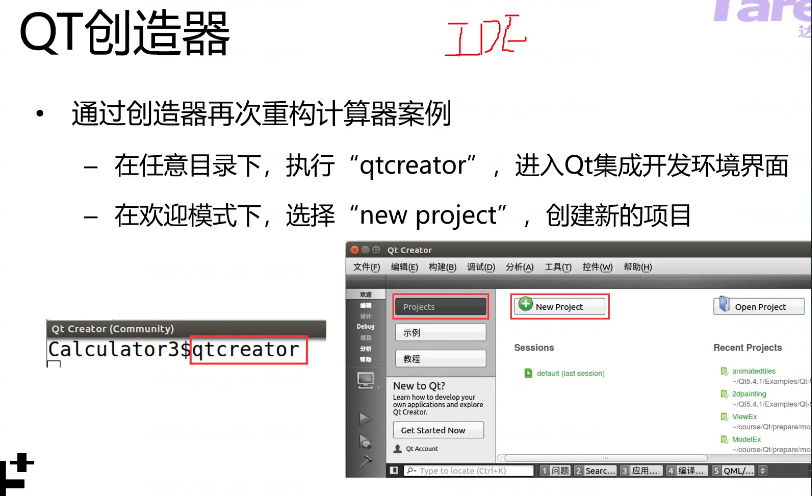 QT创造器
IDE
Tare
达
• 通过创造器再次重构计算器案例
– 在任意目录下，执行“qtcreator”，进入Qt集成开发环境界面
– 在欢迎模式下，选择“new project”，创建新的项目
Qt Creator (Community)
Calculator3$qtcreator
Qt Creator
文件(F) 编辑(E) 构建(B) 调试(D) 分析(A) 工具(T) 控件(W) 帮助(H)
欢迎
编辑
设计
Debug
项目
分析
帮助
Projects
示例
教程
New to Qt?
Learn how to develop your
own applications and explore
Qt Creator.
Get Started Now
Qt Account
New Project
Open Project
Sessions
default (last session)
Recent Projects
animatedtiles
~/Qt5.4.1/Examples/Qt-
2dpainting
~/Qt5.4.1/Examples/Qt-5
ViewEx
~/course/Qt/prepare/mo
ModelEx
~/course/Qt/prepare/mo
Type to locate (Ctrl+K)
1 问题 2 Searc... 3 应用... 4 编译... 5 QML/...